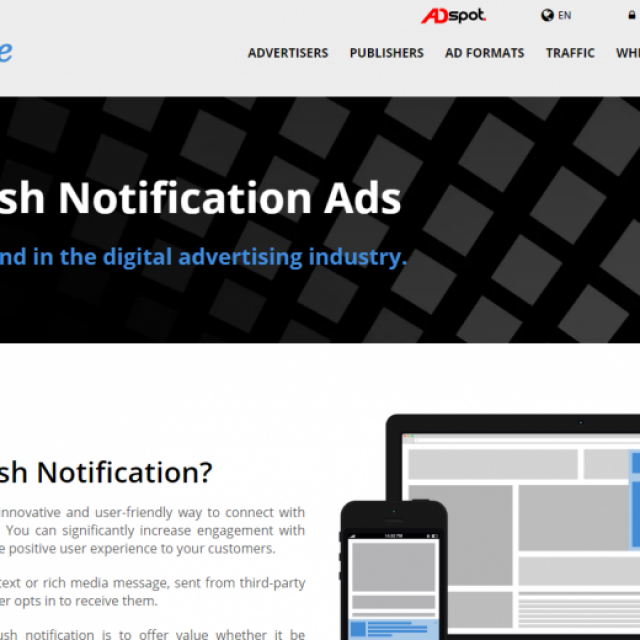 ADspot.
EN
e
ADVERTISERS PUBLISHERS AD FORMATS TRAFFIC WH
sh Notification Ads
nd in the digital advertising industry.
sh Notification?
innovative and user-friendly way to connect with
You can significantly increase engagement with
e positive user experience to your customers.
text or rich media message, sent from third-party
er opts in to receive them.
ush notification is to offer value whether it be